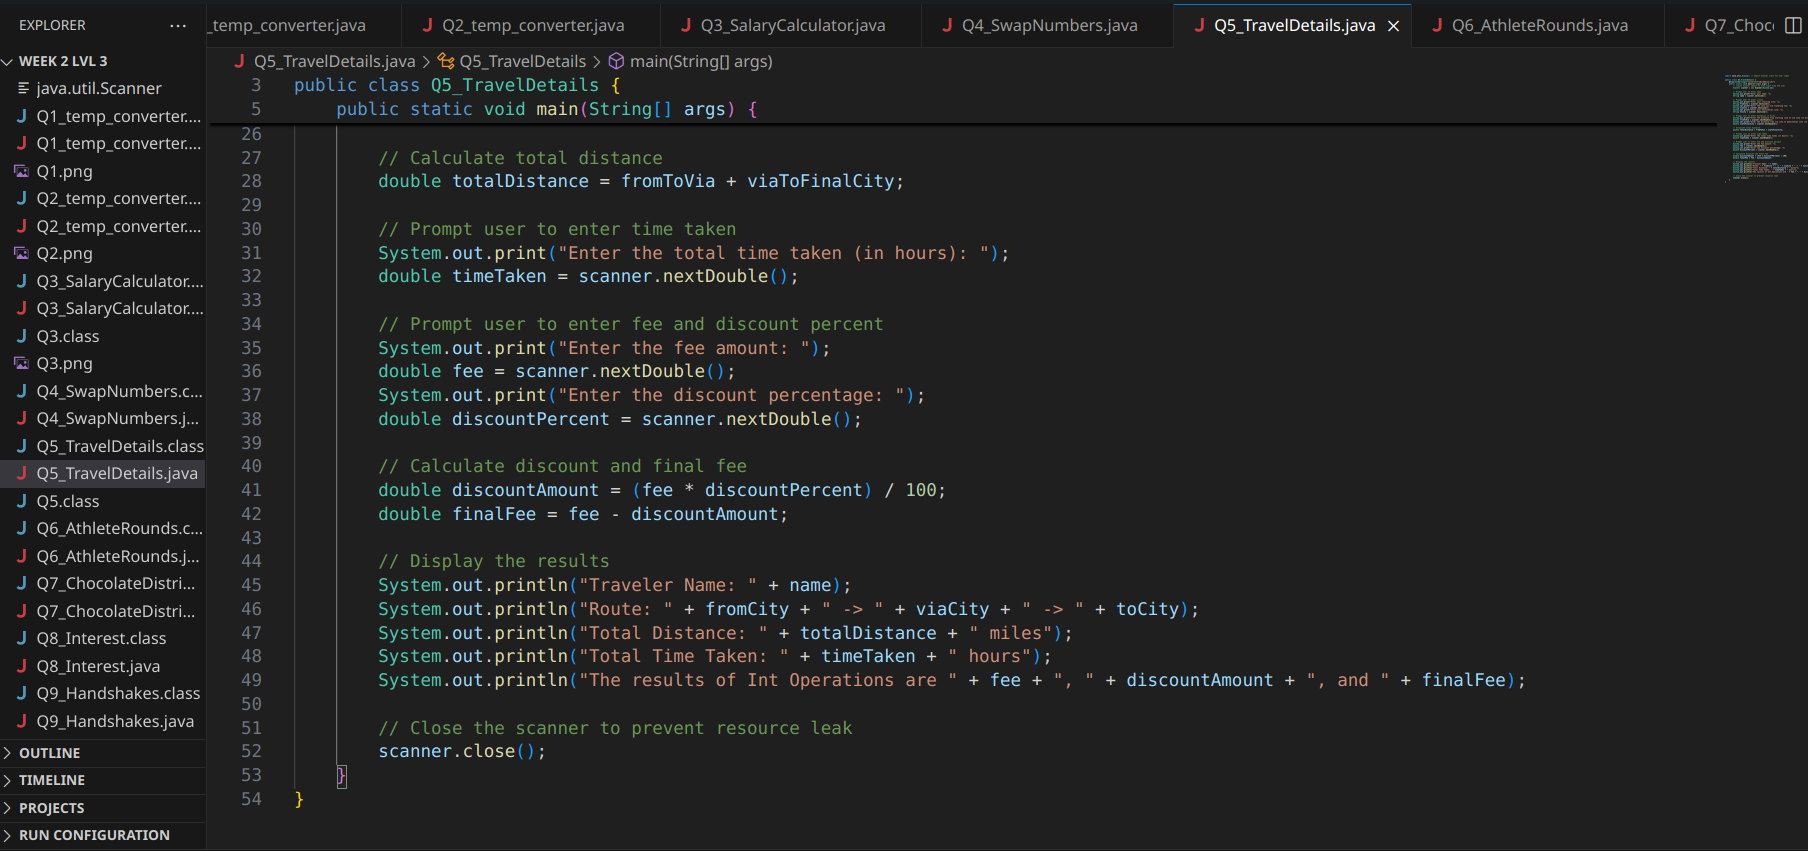 EXPLORER
WEEK 2 LVL 3
java.util.Scanner
Q1_temp_converter....
Q1_temp_converter....
Q1.png
Q2_temp_converter....
Q2_temp_converter....
Q2.png
Q3_SalaryCalculator....
Q3_SalaryCalculator....
Q3.class
Q3.png
Q4_SwapNumbers.c...
Q4_SwapNumbers.j...
Q5_TravelDetails.class
Q5_TravelDetails.java
Q5.class
Q6_AthleteRounds.c...
Q6_AthleteRounds.j...
Q7_ChocolateDistri...
Q7_ChocolateDistri...
Q8_Interest.class
Q8_Interest.java
Q9_Handshakes.class
Q9_Handshakes.java
OUTLINE
TIMELINE
PROJECTS
RUN CONFIGURATION
_temp_converter.java Q2_temp_converter.java Q3_SalaryCalculator.java Q4_SwapNumbers.java Q5_TravelDetails.java Q6_AthleteRounds.java Q7_Choc
Q5_TravelDetails.java > Q5_TravelDetails > main(String[] args)
3 public class Q5_TravelDetails {
5 public static void main(String[] args) {
26
27 // Calculate total distance
28 double totalDistance = fromToVia + viaToFinalCity;
29
30 // Prompt user to enter time taken
31 System.out.print("Enter the total time taken (in hours): ");
32 double timeTaken = scanner.nextDouble();
33
34 // Prompt user to enter fee and discount percent
35 System.out.print("Enter the fee amount: ");
36 double fee = scanner.nextDouble();
37 System.out.print("Enter the discount percentage: ");
38 double discountPercent = scanner.nextDouble();
39
40 // Calculate discount and final fee
41 double discountAmount = (fee * discountPercent) / 100;
42 double finalFee = fee - discountAmount;
43
44 // Display the results
45 System.out.println("Traveler Name: " + name);
46 System.out.println("Route: " + fromCity + " -> " + viaCity + " -> " + toCity);
47 System.out.println("Total Distance: " + totalDistance + " miles");
48 System.out.println("Total Time Taken: " + timeTaken + " hours");
49 System.out.println("The results of Int Operations are " + fee + ", " + discountAmount + ", and " + finalFee);
50
51 // Close the scanner to prevent resource leak
52 scanner.close();
53 }
54 }